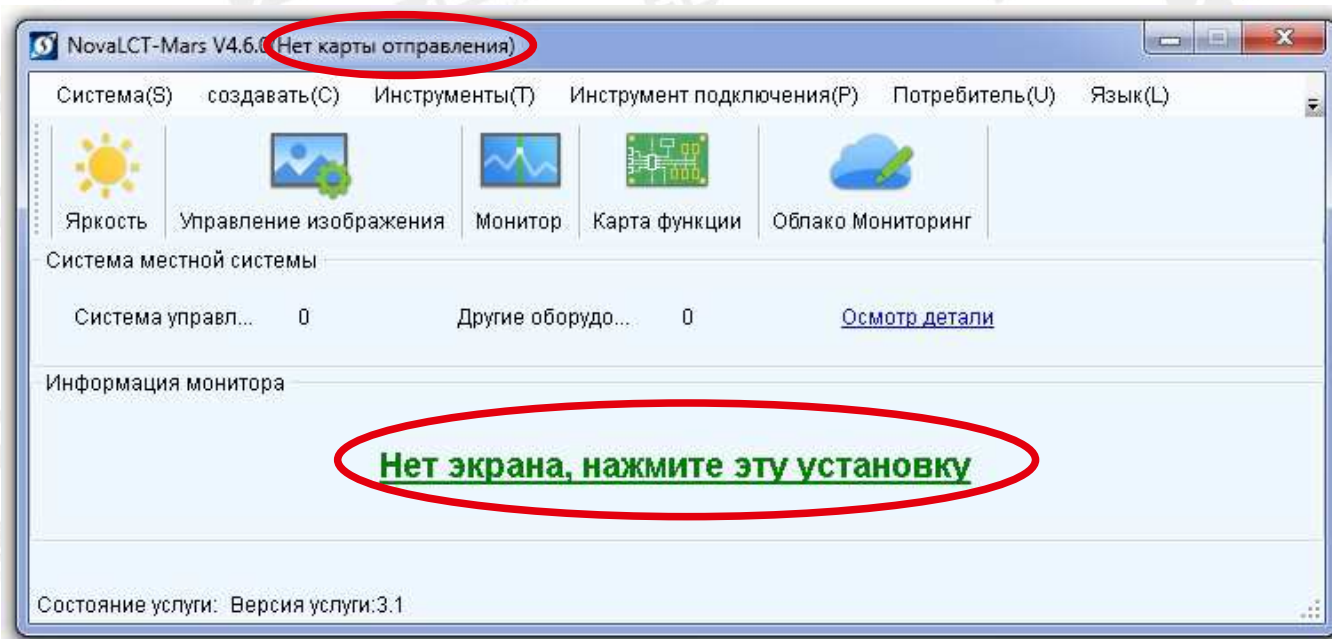 NovaLCT-Mars V4.6.0(Нет карты отправления)
Система(S) создавать(C) Инструменты(T) Инструмент подключения(P) Потребитель(U) Язык(L)
Яркость Управление изображения Монитор Карта функции Облако Мониторинг
Система местной системы
Система управл... 0 Другие оборудо... 0 Осмотр детали
Информация монитора
Нет экрана, нажмите эту установку
Состояние услуги: Версия услуги:3.1